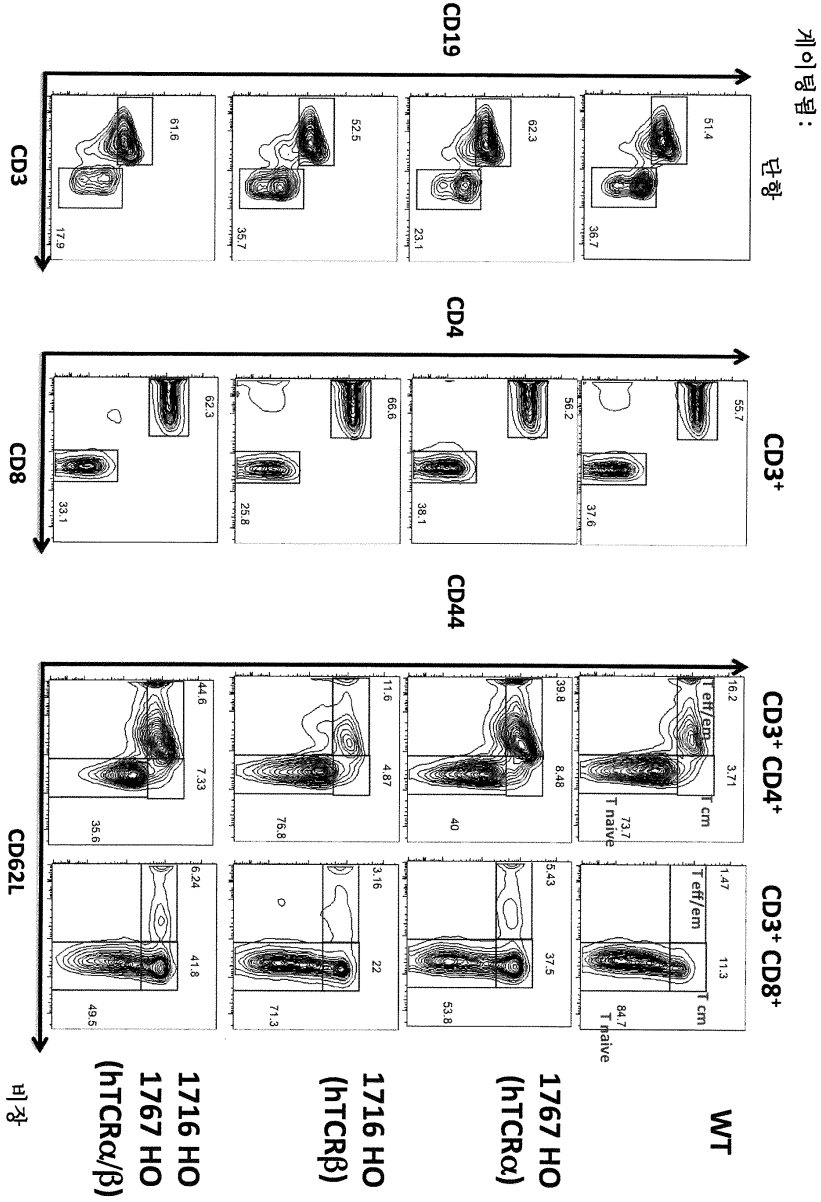 게이팅됨:
단항
CD3⁺
CD3⁺ CD4⁺
CD3⁺ CD8⁺
WT
51.4
36.7
55.7
37.6
16.2
3.71
T eff/em
T cm
73.7
T naive
1.47
11.3
T eff/em
T cm
84.7
T naive
1767 HO
(hTCRα)
62.3
23.1
56.2
38.1
39.8
8.48
40
5.43
37.5
53.8
1716 HO
(hTCRβ)
52.5
35.7
66.6
25.8
11.6
4.87
76.8
3.16
22
71.3
1716 HO
1767 HO
(hTCRα/β)
61.6
17.9
62.3
33.1
44.6
7.33
35.6
6.24
41.8
49.5
CD19
CD4
CD44
CD3
CD8
CD62L
비장